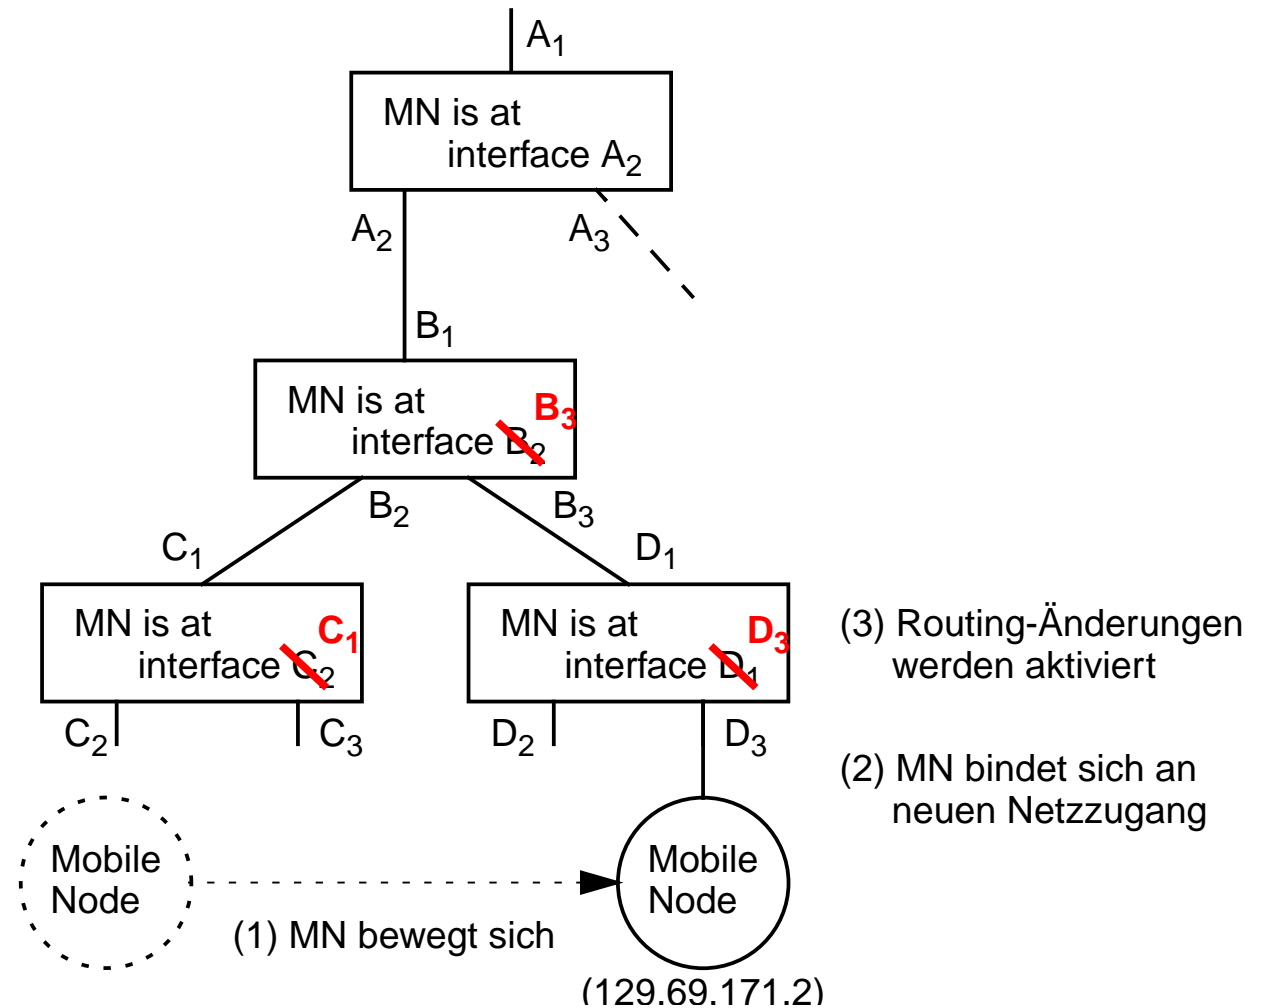 A1
MN is at
interface A2
A2
A3
B1
MN is at
B3
interface B2
B2
B3
C1
D1
MN is at
C1
interface C2
MN is at
D3
interface D1
(3) Routing-Änderungen
werden aktiviert
C2
C3
D2
D3
(2) MN bindet sich an
neuen Netzzugang
Mobile
Node
Mobile
Node
(1) MN bewegt sich
(129.69.171.2)